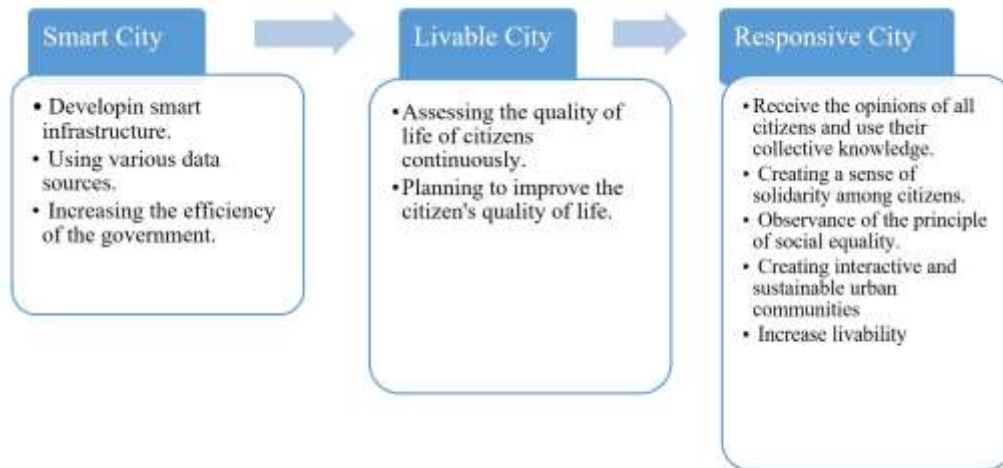 Smart City
• Developin smart
infrastructure.
• Using various data
sources.
• Increasing the efficiency
of the government.
Livable City
•Assessing the quality of
life of citizens
continuously.
•Planning to improve the
citizen's quality of life.
Responsive City
•Receive the opinions of all
citizens and use their
collective knowledge.
• Creating a sense of
solidarity among citizens.
• Observance of the principle
of social equality.
• Creating interactive and
sustainable urban
communities
• Increase livability